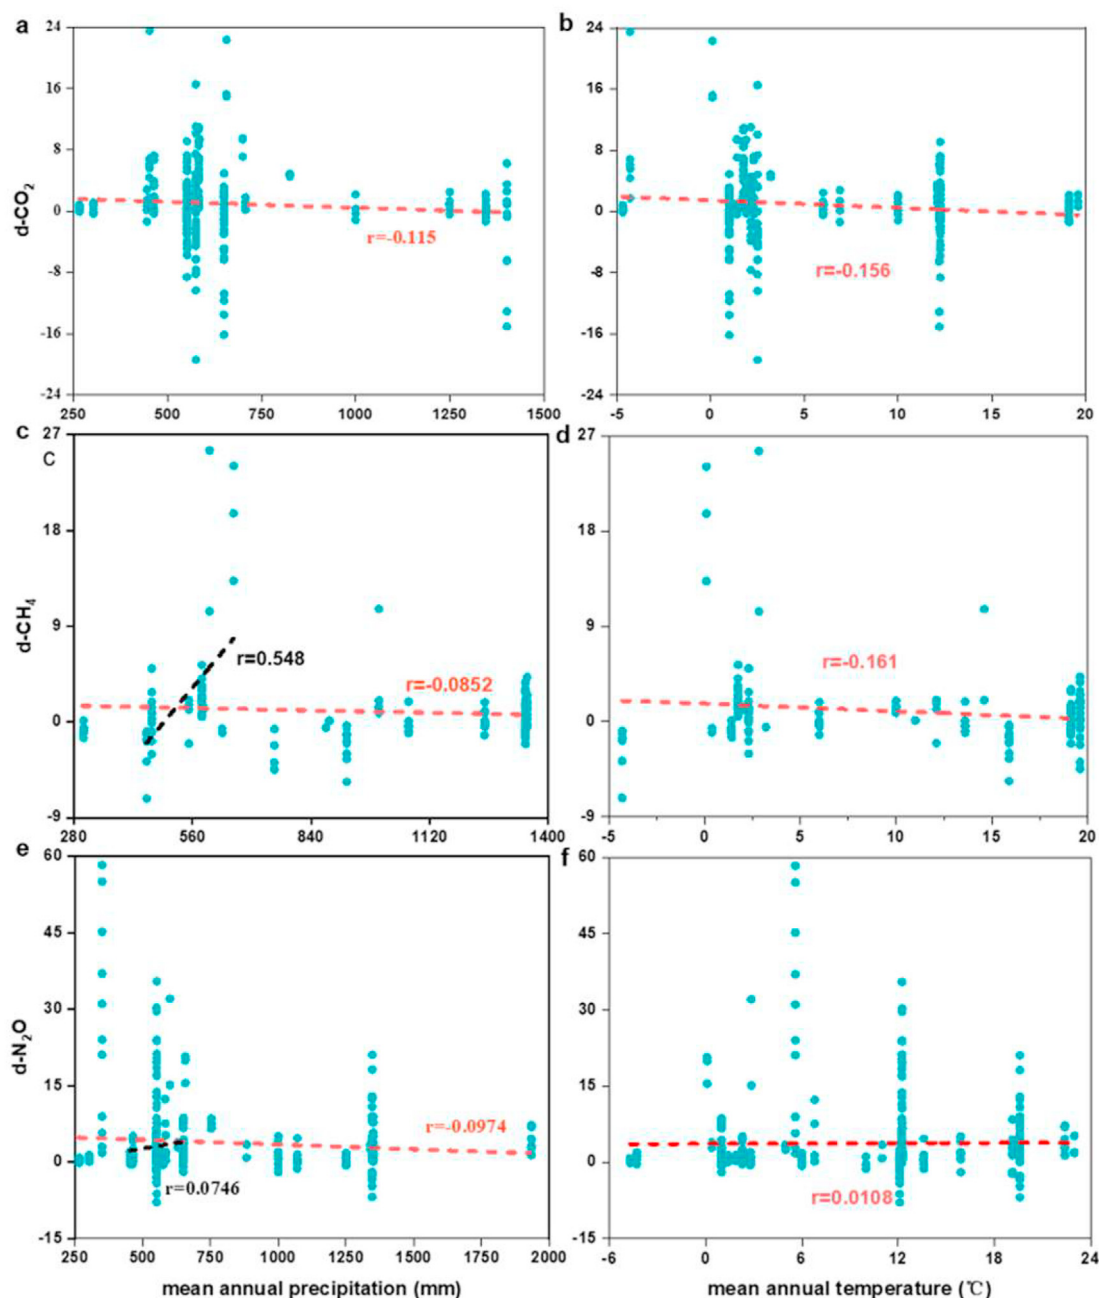 a
24
16
8
0
-8
-16
-24
d-CO2
r=-0.115
250 500 750 1000 1250 1500
b
24
16
8
0
-8
-16
-24
r=-0.156
-5 0 5 10 15 20
c
C
27
18
9
0
-9
d-CH4
r=0.548
r=-0.0852
280 560 840 1120 1400
d
27
18
9
0
-9
r=-0.161
-5 0 5 10 15 20
e
60
45
30
15
0
-15
d-N2O
r=-0.0974
r=0.0746
250 500 750 1000 1250 1500 1750 2000
mean annual precipitation (mm)
f
60
45
30
15
0
-15
r=0.0108
-6 0 6 12 18 24
mean annual temperature (℃)